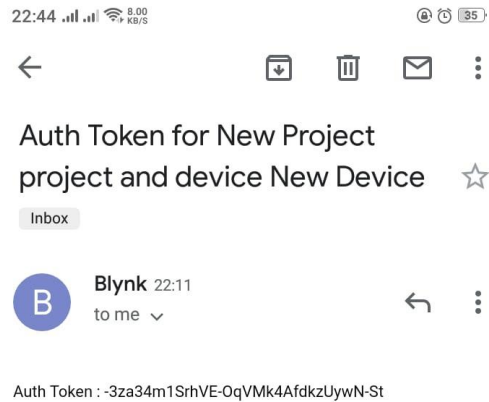 22:44 8.00 KB/S 35
Auth Token for New Project
project and device New Device
Inbox
B Blynk 22:11
to me
Auth Token : -3za34m1SrhVE-OqVMk4AfdkzUywN-St